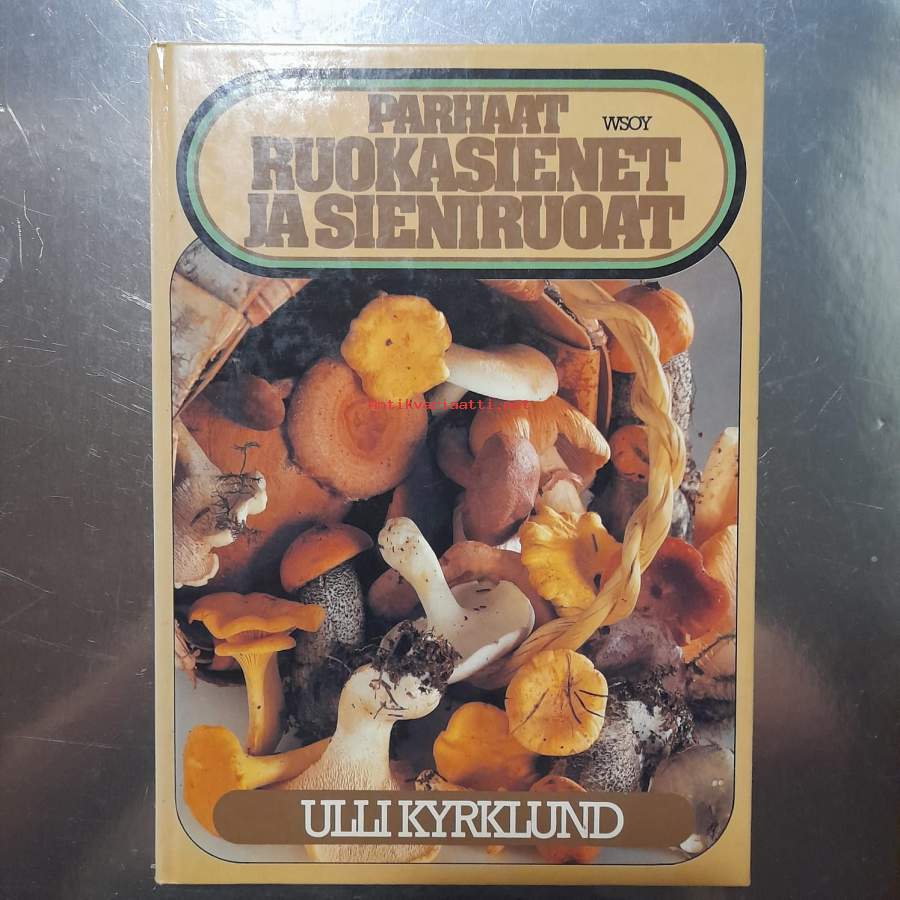 PARHAAT
WSOY
RUOKASIENET
JA SIENIRUOAT
antikvariaatti.net
ULLI KYRKLUND